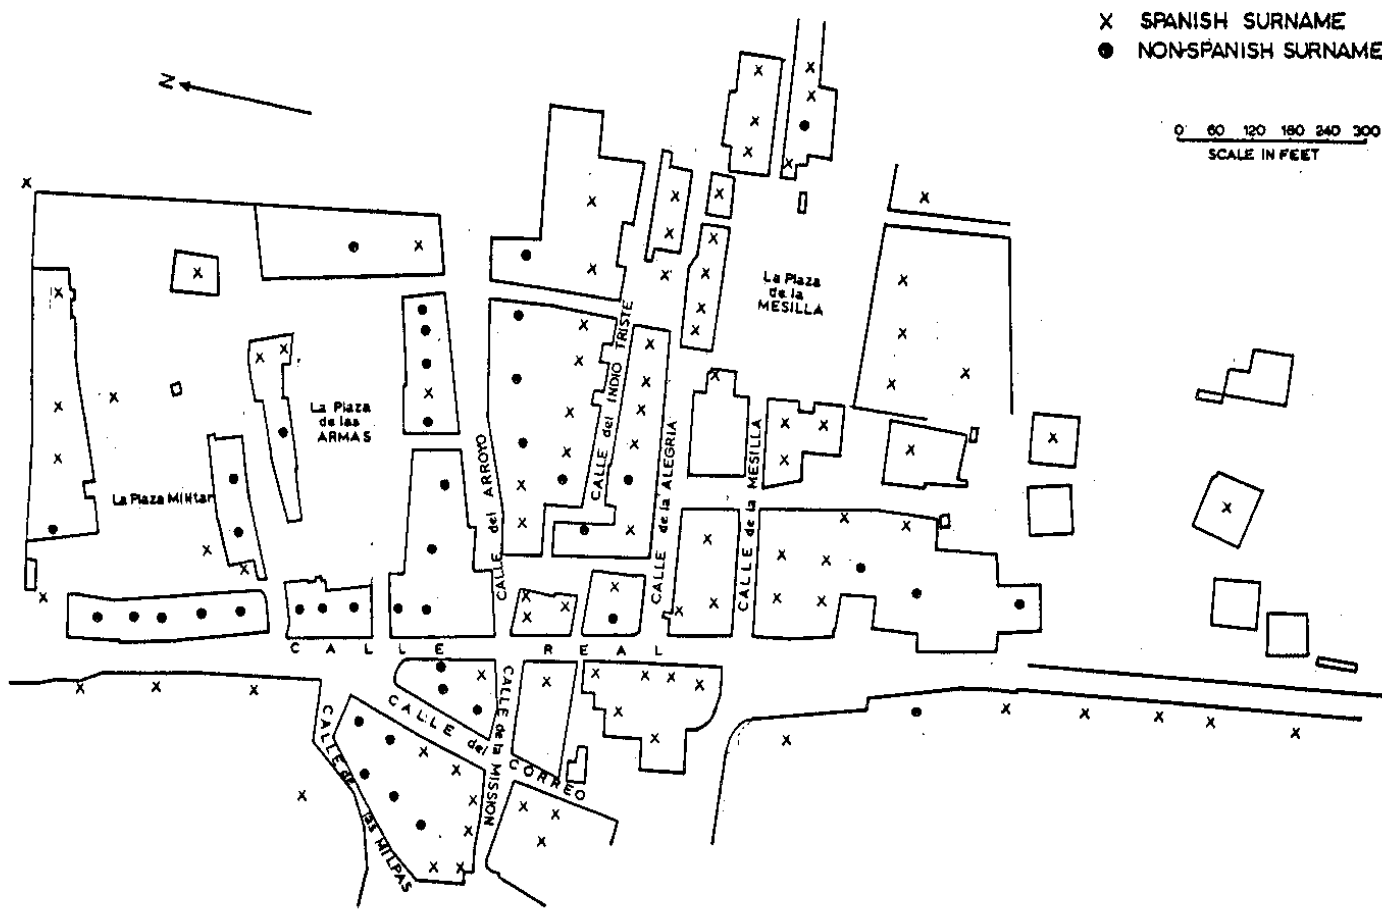 X SPANISH SURNAME
● NON-SPANISH SURNAME
N
0 60 120 180 240 300
SCALE IN FEET
La Plaza
de la
MESILLA
CALLE del INDIO TRISTE
La Plaza
de las
ARMAS
La Plaza Militar
CALLE del ARROYO
CALLE de la ALEGRIA
CALLE de la MESILLA
CALLE REAL
CALLE de la MISSION
CALLE del CORREO
CALLE de las MILPAS